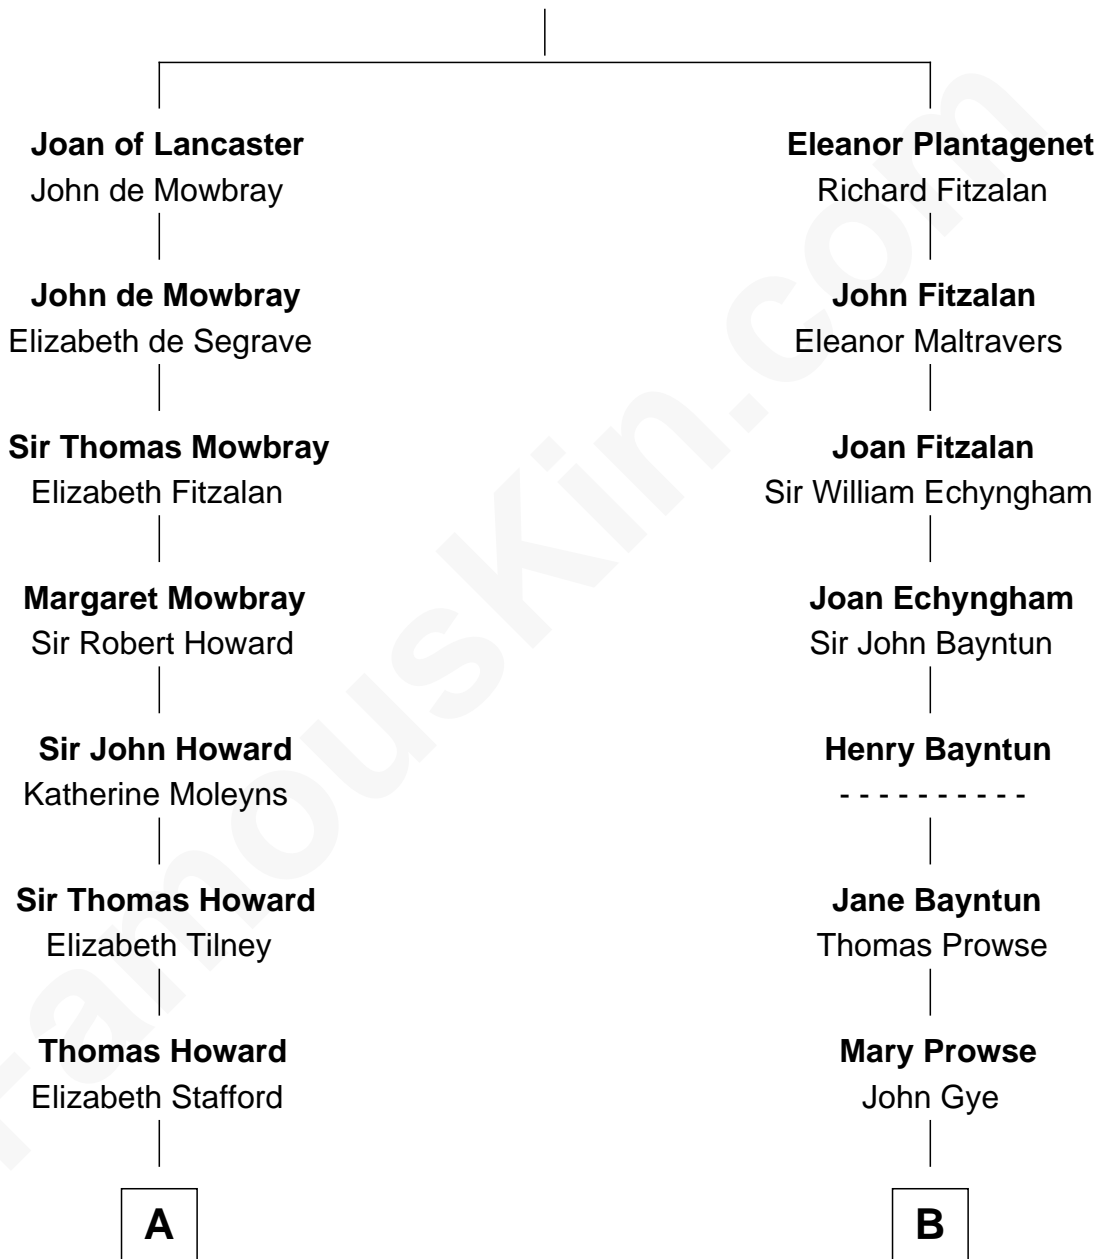 Joan of Lancaster
John de Mowbray
John de Mowbray
Elizabeth de Segrave
Sir Thomas Mowbray
Elizabeth Fitzalan
Margaret Mowbray
Sir Robert Howard
Sir John Howard
Katherine Moleyns
Sir Thomas Howard
Elizabeth Tilney
Thomas Howard
Elizabeth Stafford
A
Eleanor Plantagenet
Richard Fitzalan
John Fitzalan
Eleanor Maltravers
Joan Fitzalan
Sir William Echyngham
Joan Echyngham
Sir John Bayntun
Henry Bayntun
- - - - - - - - - -
Jane Bayntun
Thomas Prowse
Mary Prowse
John Gye
B
FamousKin.com